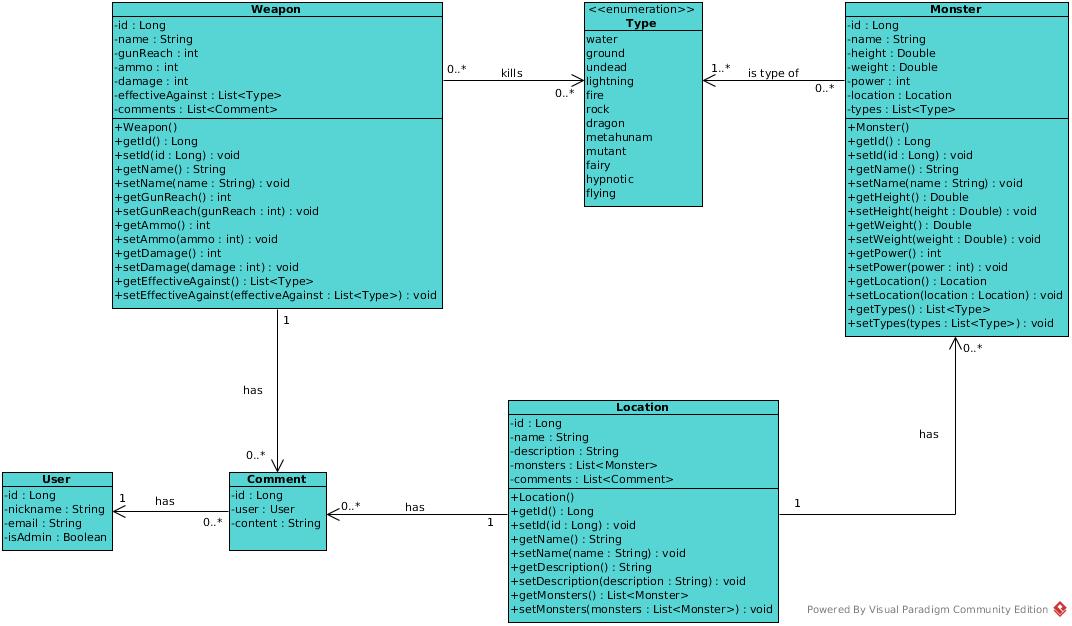 Weapon
-id : Long
-name : String
-gunReach : int
-ammo : int
-damage : int
-effectiveAgainst : List<Type>
-comments : List<Comment>
+Weapon()
+getId() : Long
+setId(id : Long) : void
+getName() : String
+setName(name : String) : void
+getGunReach() : int
+setGunReach(gunReach : int) : void
+getAmmo() : int
+setAmmo(ammo : int) : void
+getDamage() : int
+setDamage(damage : int) : void
+getEffectiveAgainst() : List<Type>
+setEffectiveAgainst(effectiveAgainst : List<Type>) : void
0..*
kills
0..*
<<enumeration>>
Type
water
ground
undead
lightning
fire
rock
dragon
metahunam
mutant
fairy
hypnotic
flying
1..*
is type of
0..*
Monster
-id : Long
-name : String
-height : Double
-weight : Double
-power : int
-location : Location
-types : List<Type>
+Monster()
+getId() : Long
+setId(id : Long) : void
+getName() : String
+setName(name : String) : void
+getHeight() : Double
+setHeight(height : Double) : void
+getWeight() : Double
+setWeight(weight : Double) : void
+getPower() : int
+setPower(power : int) : void
+getLocation() : Location
+setLocation(location : Location) : void
+getTypes() : List<Type>
+setTypes(types : List<Type>) : void
1
has
0..*
0..*
has
1
User
-id : Long
-nickname : String
-email : String
-isAdmin : Boolean
1
has
0..*
Comment
-id : Long
-user : User
-content : String
0..*
has
1
Location
-id : Long
-name : String
-description : String
-monsters : List<Monster>
-comments : List<Comment>
+Location()
+getId() : Long
+setId(id : Long) : void
+getName() : String
+setName(name : String) : void
+getDescription() : String
+setDescription(description : String) : void
+getMonsters() : List<Monster>
+setMonsters(monsters : List<Monster>) : void
Powered By Visual Paradigm Community Edition